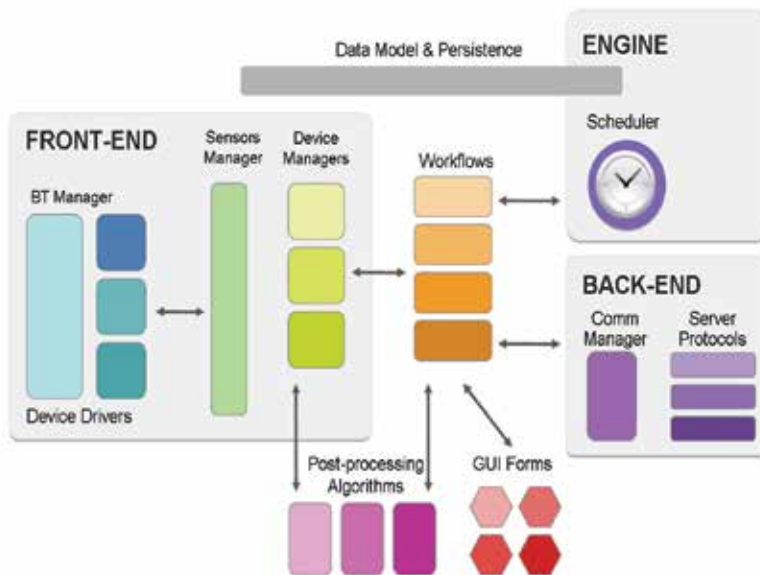 Data Model & Persistence
ENGINE
Scheduler
FRONT-END
Sensors
Manager
Device
Managers
BT Manager
Device Drivers
Workflows
BACK-END
Comm
Manager
Server
Protocols
Post-processing
Algorithms
GUI Forms